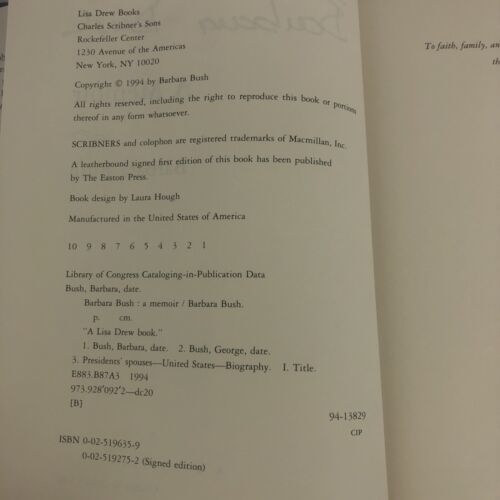 Barbara
Lisa Drew Books
Charles Scribner's Sons
Rockefeller Center
1230 Avenue of the Americas
New York, NY 10020
Copyright © 1994 by Barbara Bush
All rights reserved, including the right to reproduce this book or portions
thereof in any form whatsoever.
SCRIBNERS and colophon are registered trademarks of Macmillan, Inc.
A leatherbound signed first edition of this book has been published
by The Easton Press.
Book design by Laura Hough
Manufactured in the United States of America
10 9 8 7 6 5 4 3 2 1
Library of Congress Cataloging-in-Publication Data
Bush, Barbara, date.
Barbara Bush : a memoir / Barbara Bush.
p. cm.
"A Lisa Drew book."
1. Bush, Barbara, date. 2. Bush, George, date.
3. Presidents' spouses—United States—Biography. I. Title.
E883.B87A3 1994
973.928'092'2—dc20
[B]
94-13829
CIP
ISBN 0-02-519635-9
0-02-519275-2 (Signed edition)
To faith, family, an
th